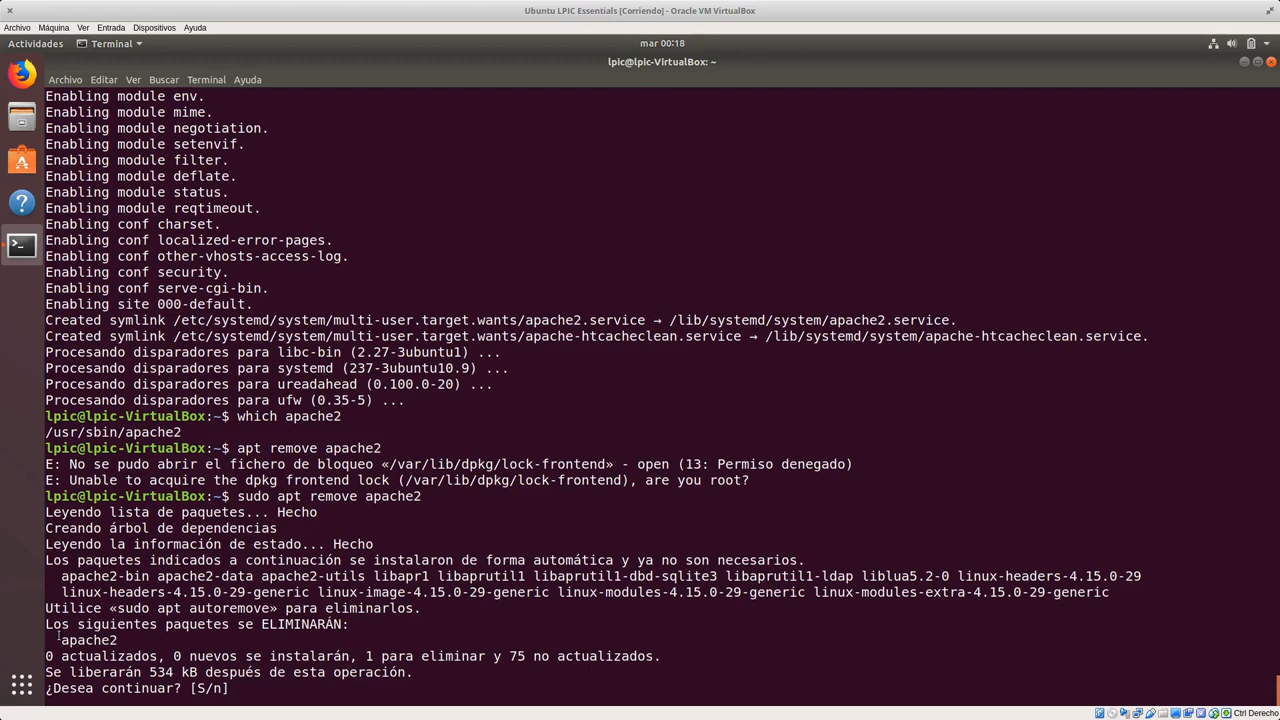 Ubuntu LPIC Essentials [Corriendo] - Oracle VM VirtualBox
Archivo Máquina Ver Entrada Dispositivos Ayuda
Actividades Terminal mar 00:18
lpic@lpic-VirtualBox: ~
Archivo Editar Ver Buscar Terminal Ayuda
Enabling module env.
Enabling module mime.
Enabling module negotiation.
Enabling module setenvif.
Enabling module filter.
Enabling module deflate.
Enabling module status.
Enabling module reqtimeout.
Enabling conf charset.
Enabling conf localized-error-pages.
Enabling conf other-vhosts-access-log.
Enabling conf security.
Enabling conf serve-cgi-bin.
Enabling site 000-default.
Created symlink /etc/systemd/system/multi-user.target.wants/apache2.service → /lib/systemd/system/apache2.service.
Created symlink /etc/systemd/system/multi-user.target.wants/apache-htcacheclean.service → /lib/systemd/system/apache-htcacheclean.service.
Procesando disparadores para libc-bin (2.27-3ubuntu1) ...
Procesando disparadores para systemd (237-3ubuntu10.9) ...
Procesando disparadores para ureadahead (0.100.0-20) ...
Procesando disparadores para ufw (0.35-5) ...
lpic@lpic-VirtualBox:~$ which apache2
/usr/sbin/apache2
lpic@lpic-VirtualBox:~$ apt remove apache2
E: No se pudo abrir el fichero de bloqueo «/var/lib/dpkg/lock-frontend» - open (13: Permiso denegado)
E: Unable to acquire the dpkg frontend lock (/var/lib/dpkg/lock-frontend), are you root?
lpic@lpic-VirtualBox:~$ sudo apt remove apache2
Leyendo lista de paquetes... Hecho
Creando árbol de dependencias
Leyendo la información de estado... Hecho
Los paquetes indicados a continuación se instalaron de forma automática y ya no son necesarios.
apache2-bin apache2-data apache2-utils libapr1 libaprutil1 libaprutil1-dbd-sqlite3 libaprutil1-ldap liblua5.2-0 linux-headers-4.15.0-29
linux-headers-4.15.0-29-generic linux-image-4.15.0-29-generic linux-modules-4.15.0-29-generic linux-modules-extra-4.15.0-29-generic
Utilice «sudo apt autoremove» para eliminarlos.
Los siguientes paquetes se ELIMINARÁN:
apache2
0 actualizados, 0 nuevos se instalarán, 1 para eliminar y 75 no actualizados.
Se liberarán 534 kB después de esta operación.
¿Desea continuar? [S/n]
Ctrl Derecho